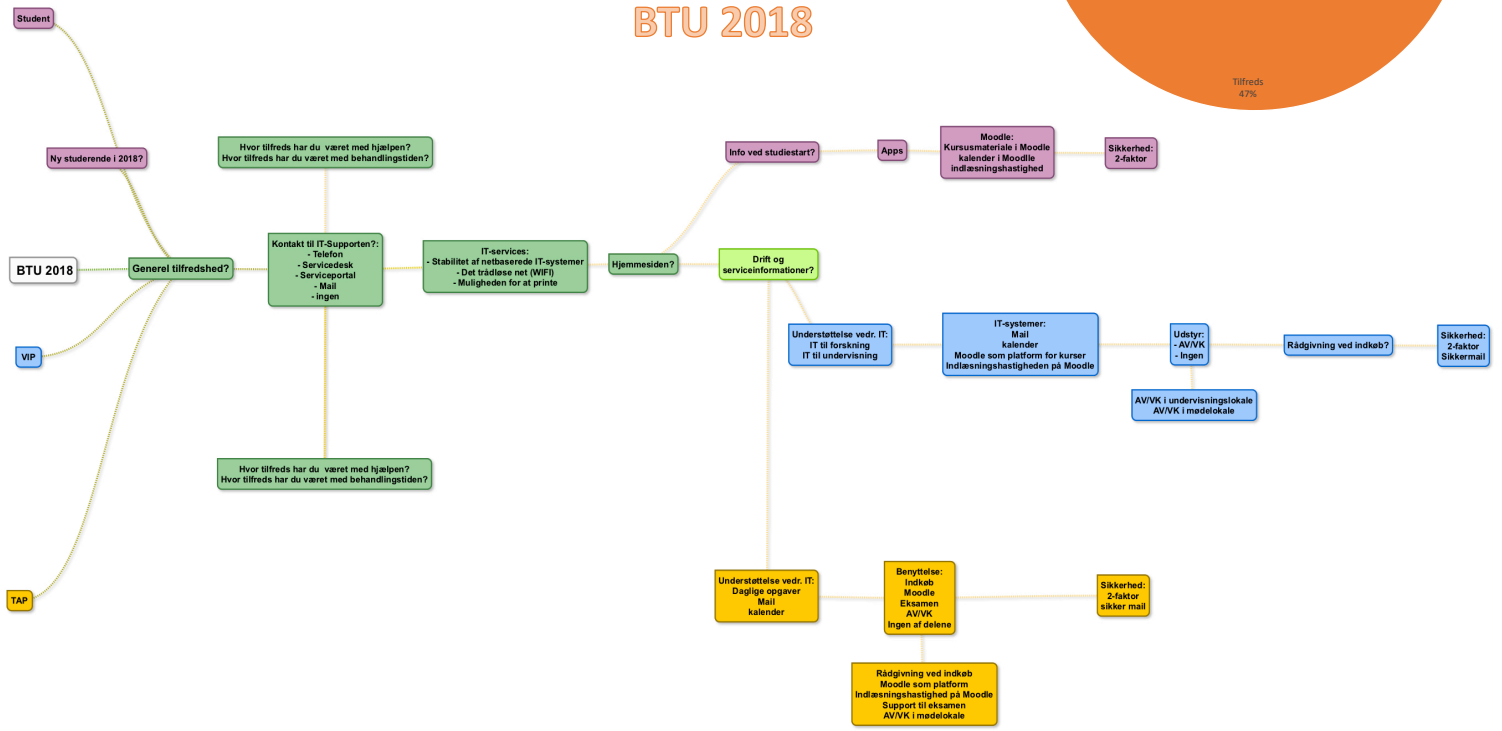 BTU 2018
Student
Tilfreds
47%
Ny studerende i 2018?
Hvor tilfreds har du været med hjælpen?
Hvor tilfreds har du været med behandlingstiden?
Info ved studiestart?
Apps
Moodle:
Kursusmateriale i Moodle
kalender i Moodlle
indlæsningshastighed
Sikkerhed:
2-faktor
BTU 2018
Generel tilfredshed?
Kontakt til IT-Supporten?:
- Telefon
- Servicedesk
- Serviceportal
- Mail
- ingen
IT-services:
- Stabilitet af netbaserede IT-systemer
- Det trådløse net (WIFI)
- Muligheden for at printe
Hjemmesiden?
Drift og
serviceinformationer?
VIP
Understøttelse vedr. IT:
IT til forskning
IT til undervisning
IT-systemer:
Mail
kalender
Moodle som platform for kurser
Indlæsningshastigheden på Moodle
Udstyr:
- AV/VK
- Ingen
Rådgivning ved indkøb?
Sikkerhed:
2-faktor
Sikkermail
AV/VK i undervisningslokale
AV/VK i mødelokale
Hvor tilfreds har du været med hjælpen?
Hvor tilfreds har du været med behandlingstiden?
TAP
Understøttelse vedr. IT:
Daglige opgaver
Mail
kalender
Benyttelse:
Indkøb
Moodle
Eksamen
AV/VK
Ingen af delene
Sikkerhed:
2-faktor
sikker mail
Rådgivning ved indkøb
Moodle som platform
Indlæsningshastighed på Moodle
Support til eksamen
AV/VK i mødelokale